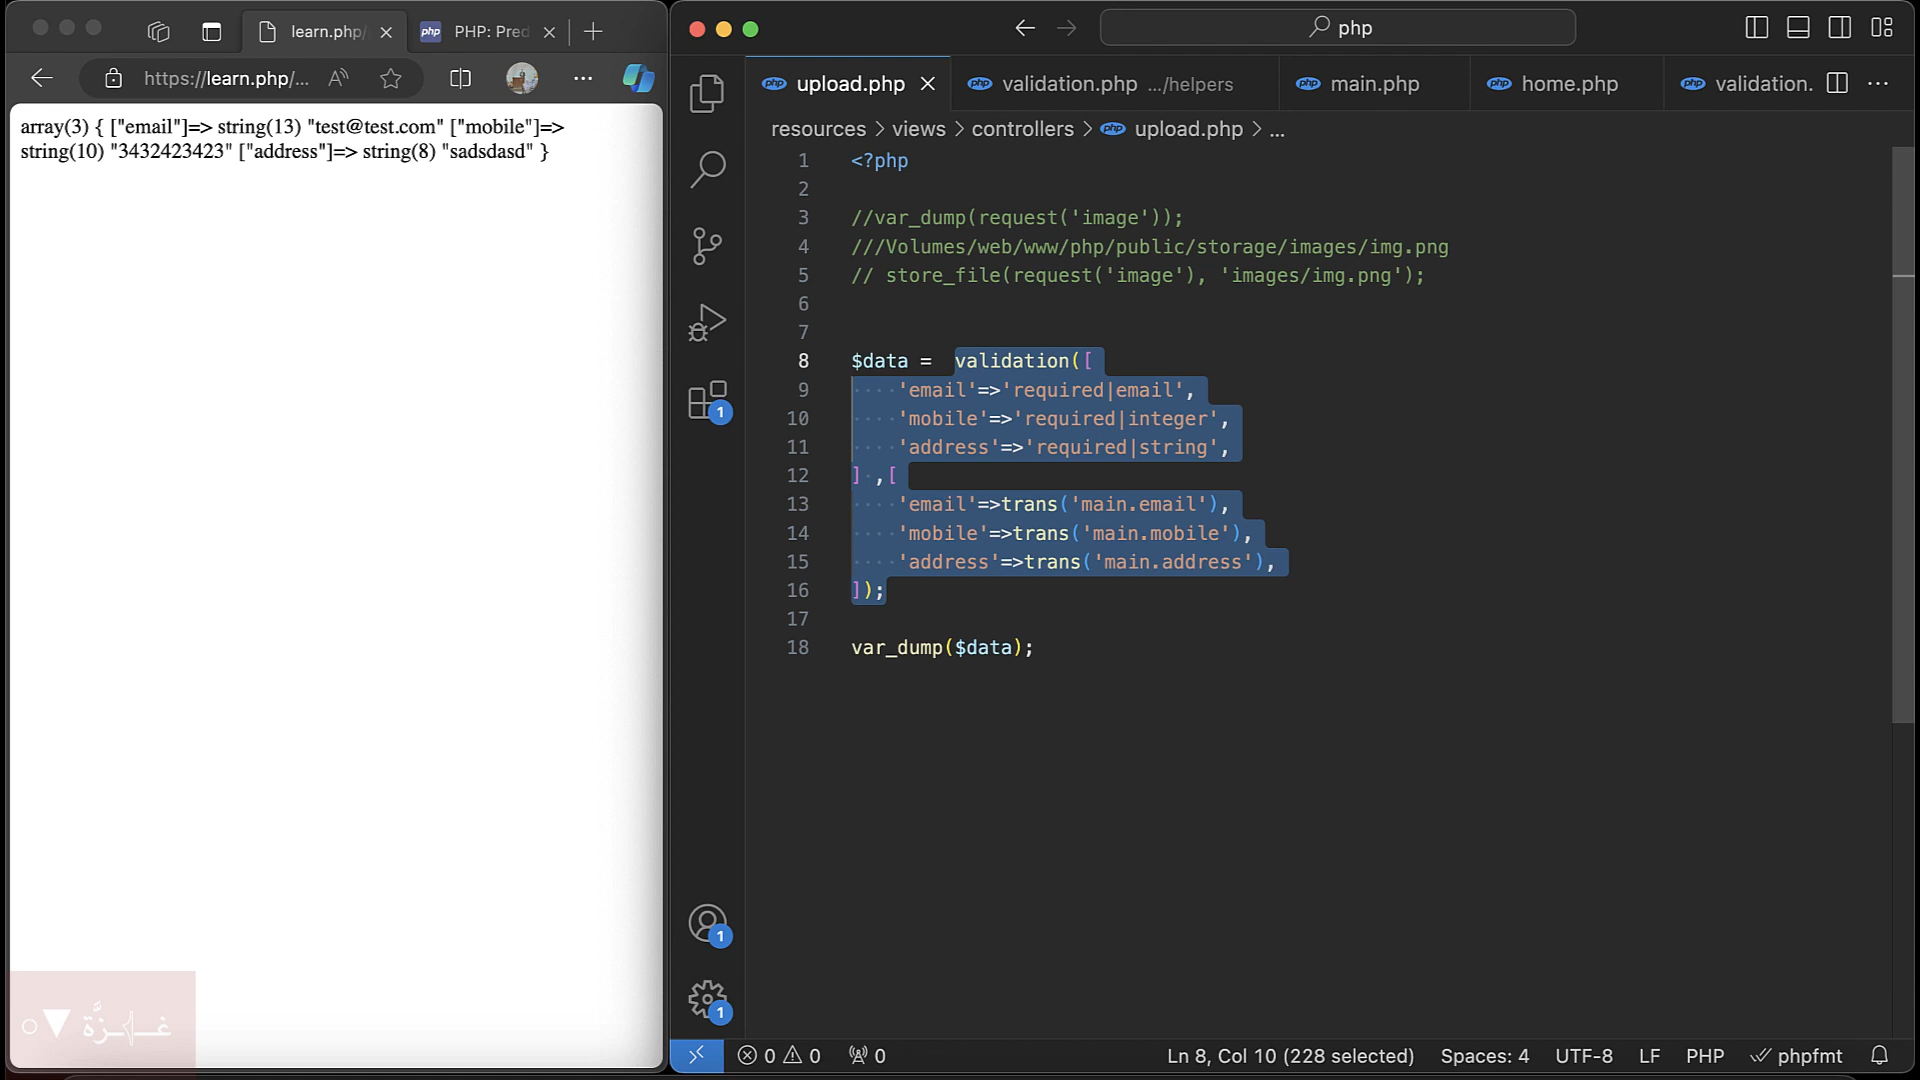 learn.php/
PHP: Pred
https://learn.php/...
array(3) { ["email"]=> string(13) "test@test.com" ["mobile"]=>
string(10) "3432423423" ["address"]=> string(8) "sadsdasd" }
غـزَّة
php
upload.php
validation.php .../helpers
main.php
home.php
validation.
resources > views > controllers > upload.php > ...
1 <?php
2
3 //var_dump(request('image'));
4 ///Volumes/web/www/php/public/storage/images/img.png
5 // store_file(request('image'), 'images/img.png');
6
7
8 $data =  validation([
9     'email'=>'required|email',
10     'mobile'=>'required|integer',
11     'address'=>'required|string',
12 ] ,[
13     'email'=>trans('main.email'),
14     'mobile'=>trans('main.mobile'),
15     'address'=>trans('main.address'),
16 ]);
17
18 var_dump($data);
1
1
1
0 0 0 Ln 8, Col 10 (228 selected) Spaces: 4 UTF-8 LF PHP phpfmt